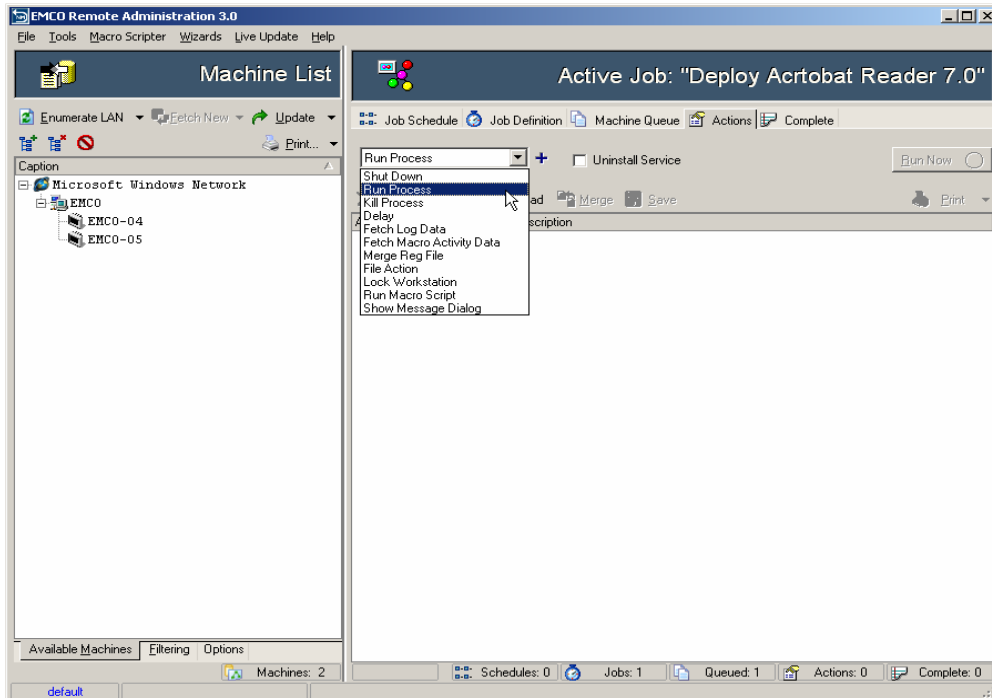 EMCO Remote Administration 3.0
File Tools Macro Scripter Wizards Live Update Help
Machine List
Active Job: "Deploy Acrtobat Reader 7.0"
Enumerate LAN Fetch New Update
Job Schedule Job Definition Machine Queue Actions Complete
Print...
Run Process
Uninstall Service
Run Now
Caption
Microsoft Windows Network
EMCO
EMCO-04
EMCO-05
Shut Down
Run Process
Kill Process
Delay
Fetch Log Data
Fetch Macro Activity Data
Merge Reg File
File Action
Lock Workstation
Run Macro Script
Show Message Dialog
ad Merge Save Print
scription
Available Machines Filtering Options
Machines: 2
Schedules: 0 Jobs: 1 Queued: 1 Actions: 0 Complete: 0
default